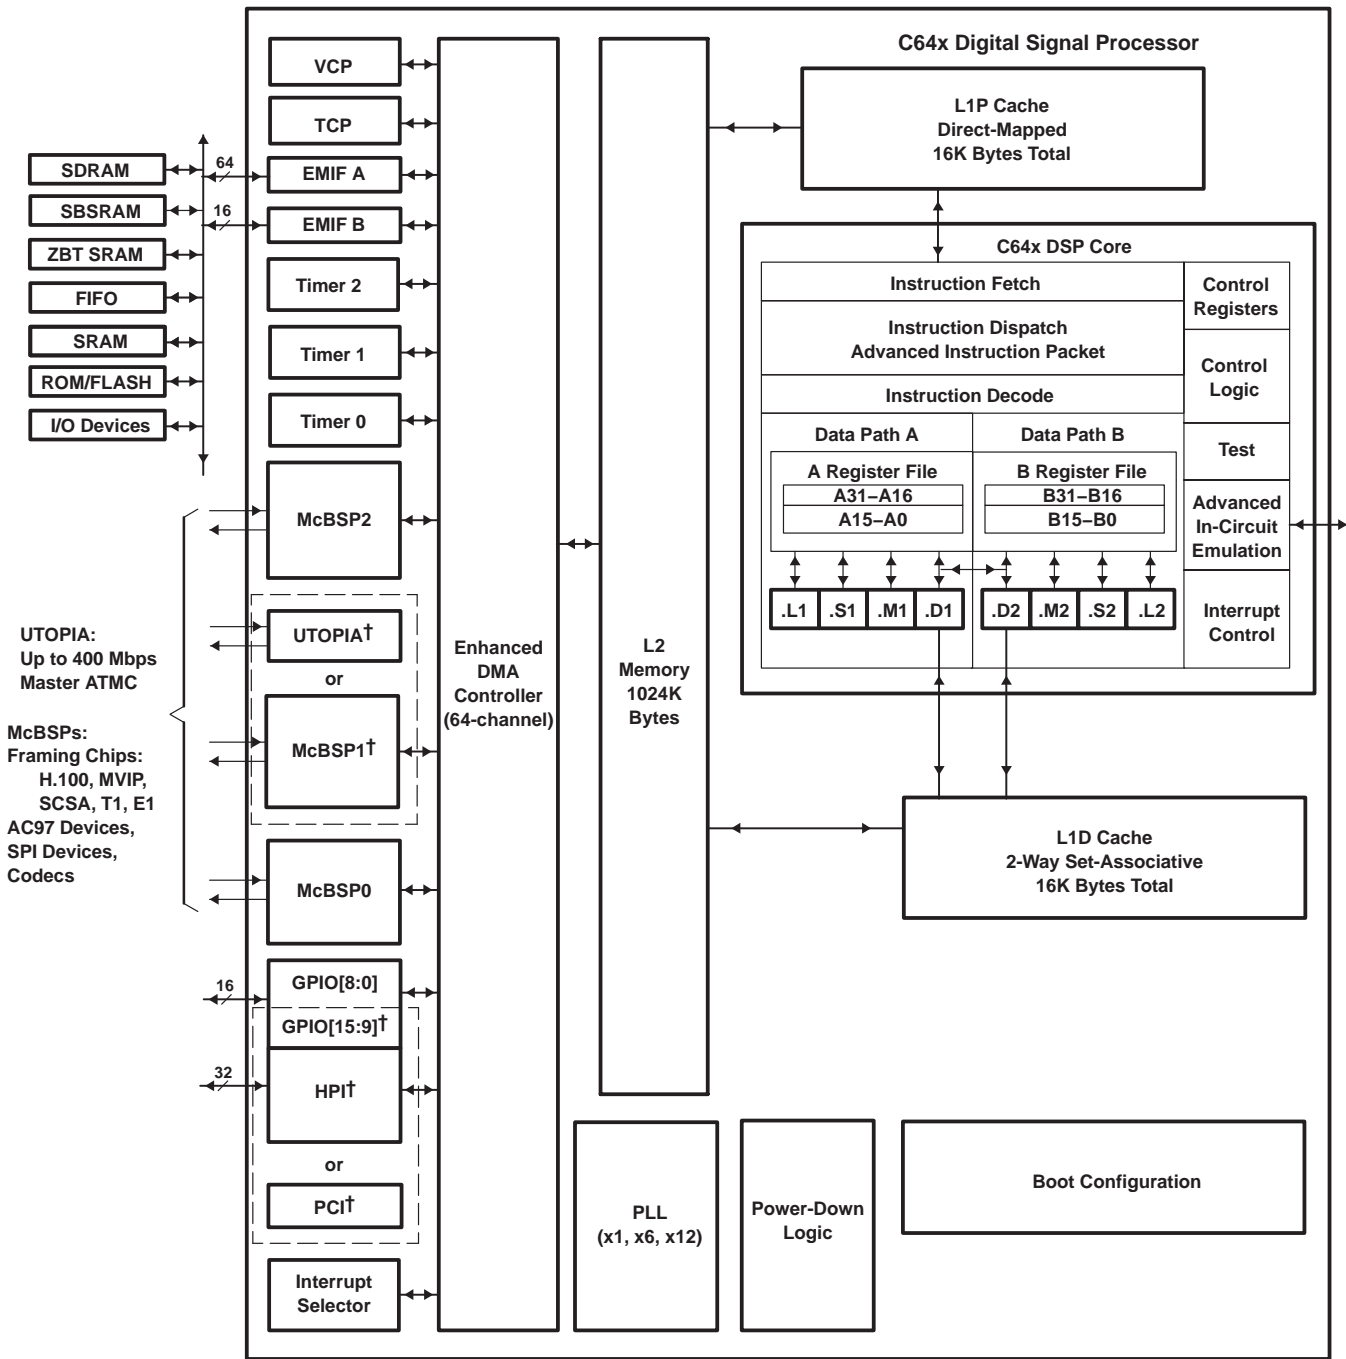 C64x Digital Signal Processor
VCP
TCP
EMIF A
EMIF B
Timer 2
Timer 1
Timer 0
McBSP2
UTOPIA†
or
McBSP1†
McBSP0
GPIO[8:0]
GPIO[15:9]†
HPI†
or
PCI†
Interrupt
Selector
64
16
16
32
SDRAM
SBSRAM
ZBT SRAM
FIFO
SRAM
ROM/FLASH
I/O Devices
UTOPIA:
Up to 400 Mbps
Master ATMC
McBSPs:
Framing Chips:
H.100, MVIP,
SCSA, T1, E1
AC97 Devices,
SPI Devices,
Codecs
Enhanced
DMA
Controller
(64-channel)
L2
Memory
1024K
Bytes
L1P Cache
Direct-Mapped
16K Bytes Total
C64x DSP Core
Instruction Fetch
Instruction Dispatch
Advanced Instruction Packet
Instruction Decode
Data Path A
Data Path B
A Register File
A31–A16
A15–A0
B Register File
B31–B16
B15–B0
.L1
.S1
.M1
.D1
.D2
.M2
.S2
.L2
Control
Registers
Control
Logic
Test
Advanced
In-Circuit
Emulation
Interrupt
Control
L1D Cache
2-Way Set-Associative
16K Bytes Total
PLL
(x1, x6, x12)
Power-Down
Logic
Boot Configuration